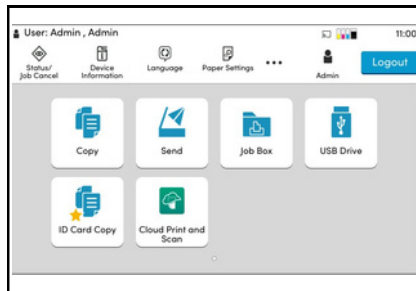 User: Admin , Admin
11:00
Status/
Job Cancel
Device
Information
Language
Paper Settings
Admin
Logout
Copy
Send
Job Box
USB Drive
ID Card Copy
Cloud Print and
Scan